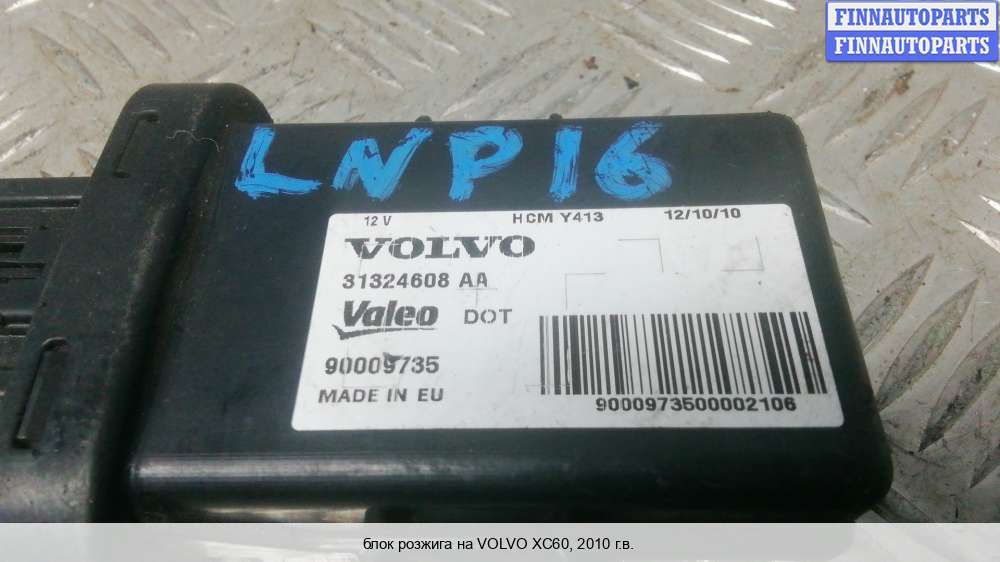 FINNAUTOPARTS
FINNAUTOPARTS
LNP16
12 V HCM Y413 12/10/10
VOLVO
31324608 AA
Valeo DOT
90009735
MADE IN EU
9000973500002106
блок розжига на VOLVO XC60, 2010 г.в.